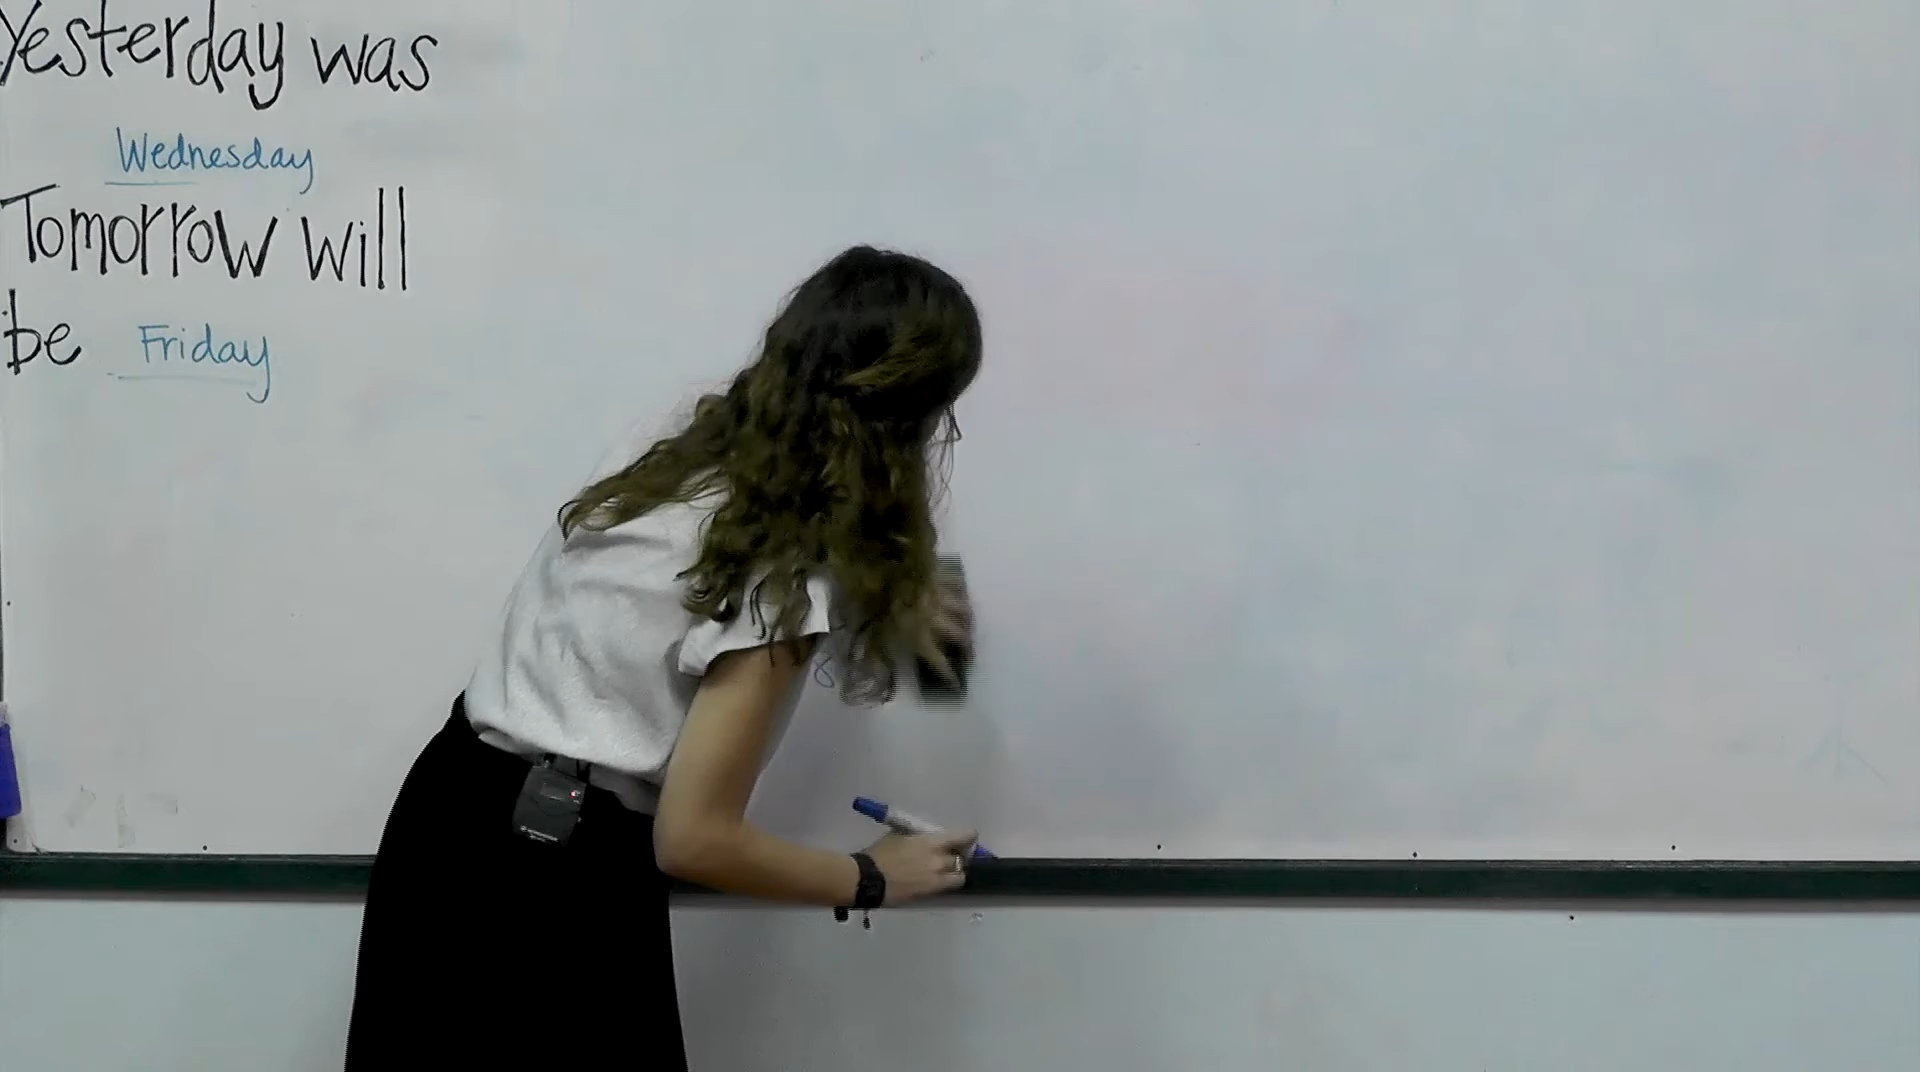 Yesterday was
Wednesday
Tomorrow will
be Friday